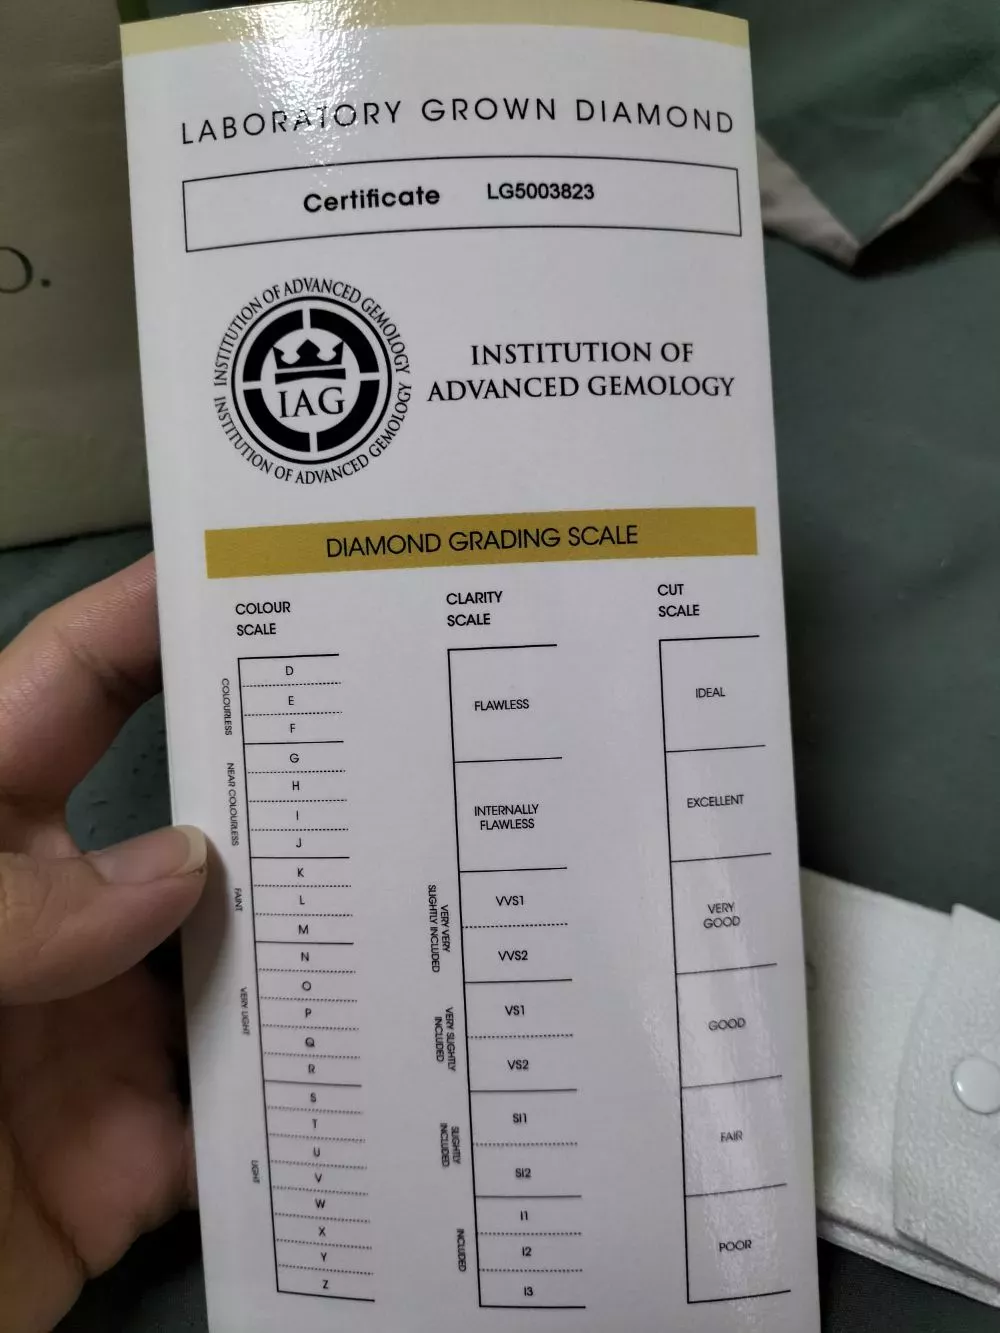 LABORATORY GROWN DIAMOND
Certificate LG5003823
O.
INSTITUTION OF ADVANCED GEMOLOGY
INSTITUTION OF ADVANCED GEMOLOGY
IAG
INSTITUTION OF
ADVANCED GEMOLOGY
DIAMOND GRADING SCALE
COLOUR
SCALE
COLOURLESS
D
E
F
NEAR COLOURLESS
G
H
I
J
FAINT
K
L
M
VERY LIGHT
N
O
P
Q
R
LIGHT
S
T
U
V
W
X
Y
Z
CLARITY
SCALE
FLAWLESS
INTERNALLY
FLAWLESS
VERY VERY
SLIGHTLY INCLUDED
VVS1
VVS2
VERY SLIGHTLY
INCLUDED
VS1
VS2
SLIGHTLY
INCLUDED
SI1
SI2
INCLUDED
I1
I2
I3
CUT
SCALE
IDEAL
EXCELLENT
VERY
GOOD
GOOD
FAIR
POOR